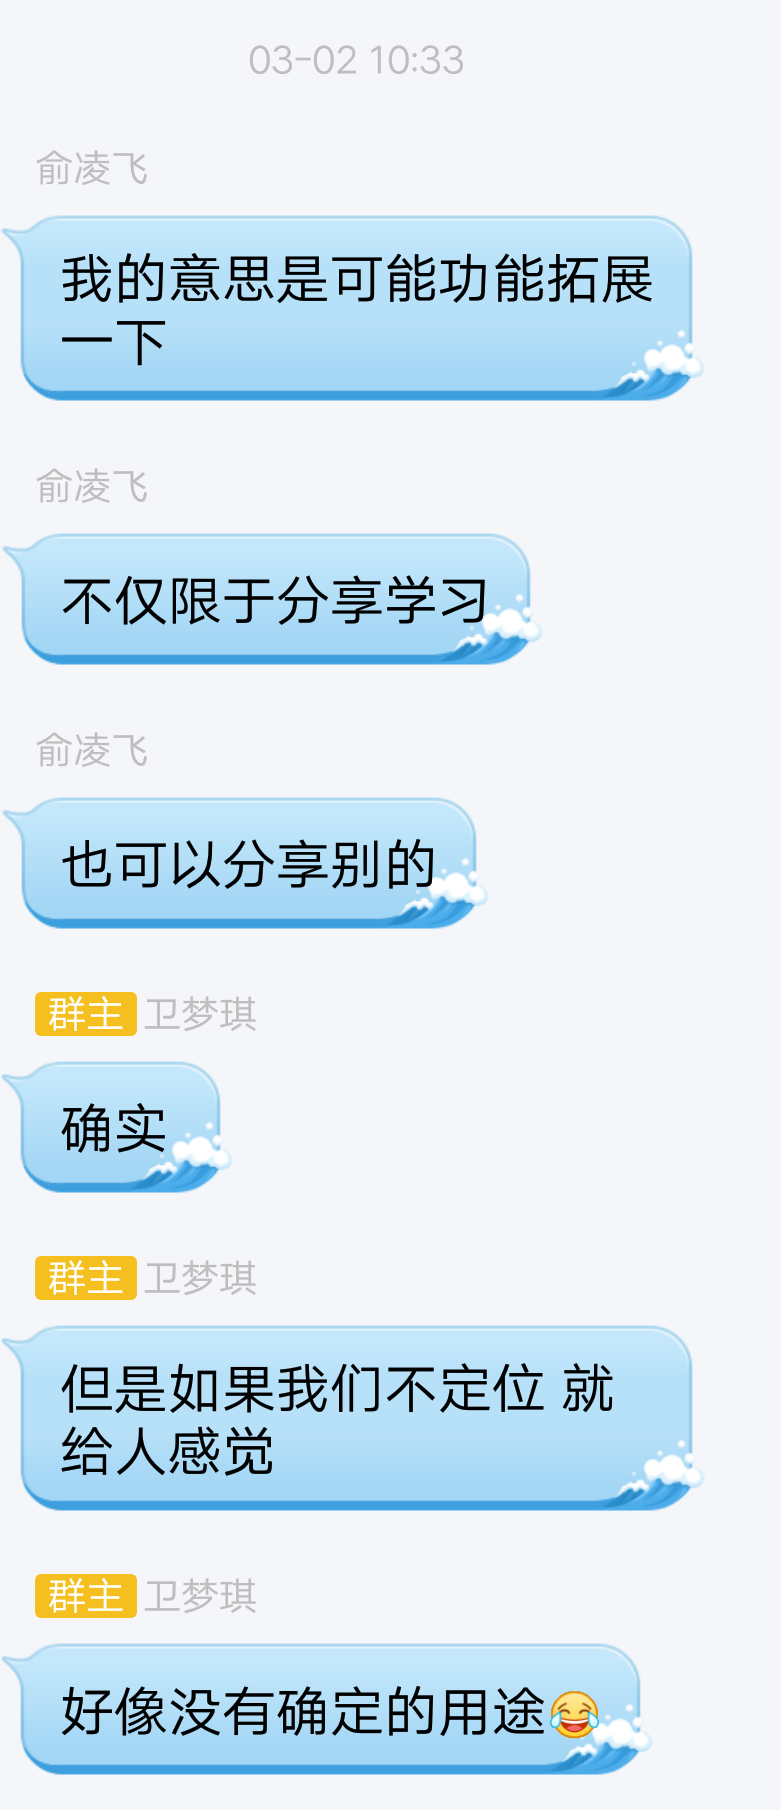 03-02 10:33
俞凌飞
我的意思是可能功能拓展
一下
俞凌飞
不仅限于分享学习
俞凌飞
也可以分享别的
群主 卫梦琪
确实
群主 卫梦琪
但是如果我们不定位 就
给人感觉
群主 卫梦琪
好像没有确定的用途😂